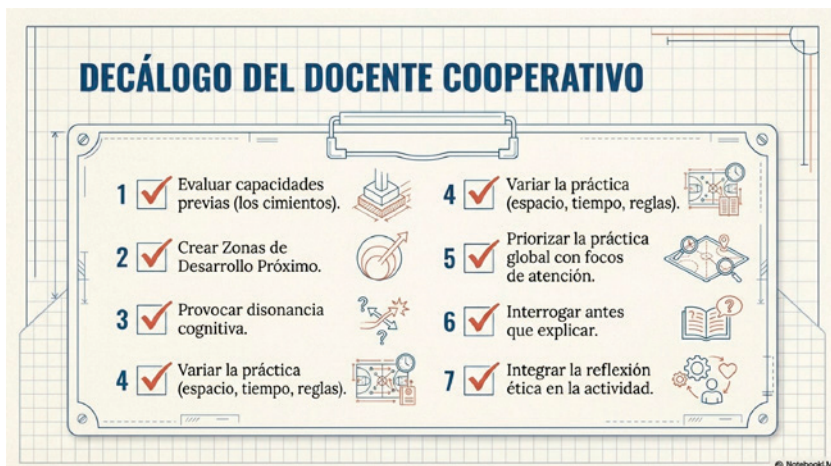 DECÁLOGO DEL DOCENTE COOPERATIVO
1 Evaluar capacidades
previas (los cimientos).
2 Crear Zonas de
Desarrollo Próximo.
3 Provocar disonancia
cognitiva.
4 Variar la práctica
(espacio, tiempo, reglas).
4 Variar la práctica
(espacio, tiempo, reglas).
5 Priorizar la práctica
global con focos
de atención.
6 Interrogar antes
que explicar.
7 Integrar la reflexión
ética en la actividad.